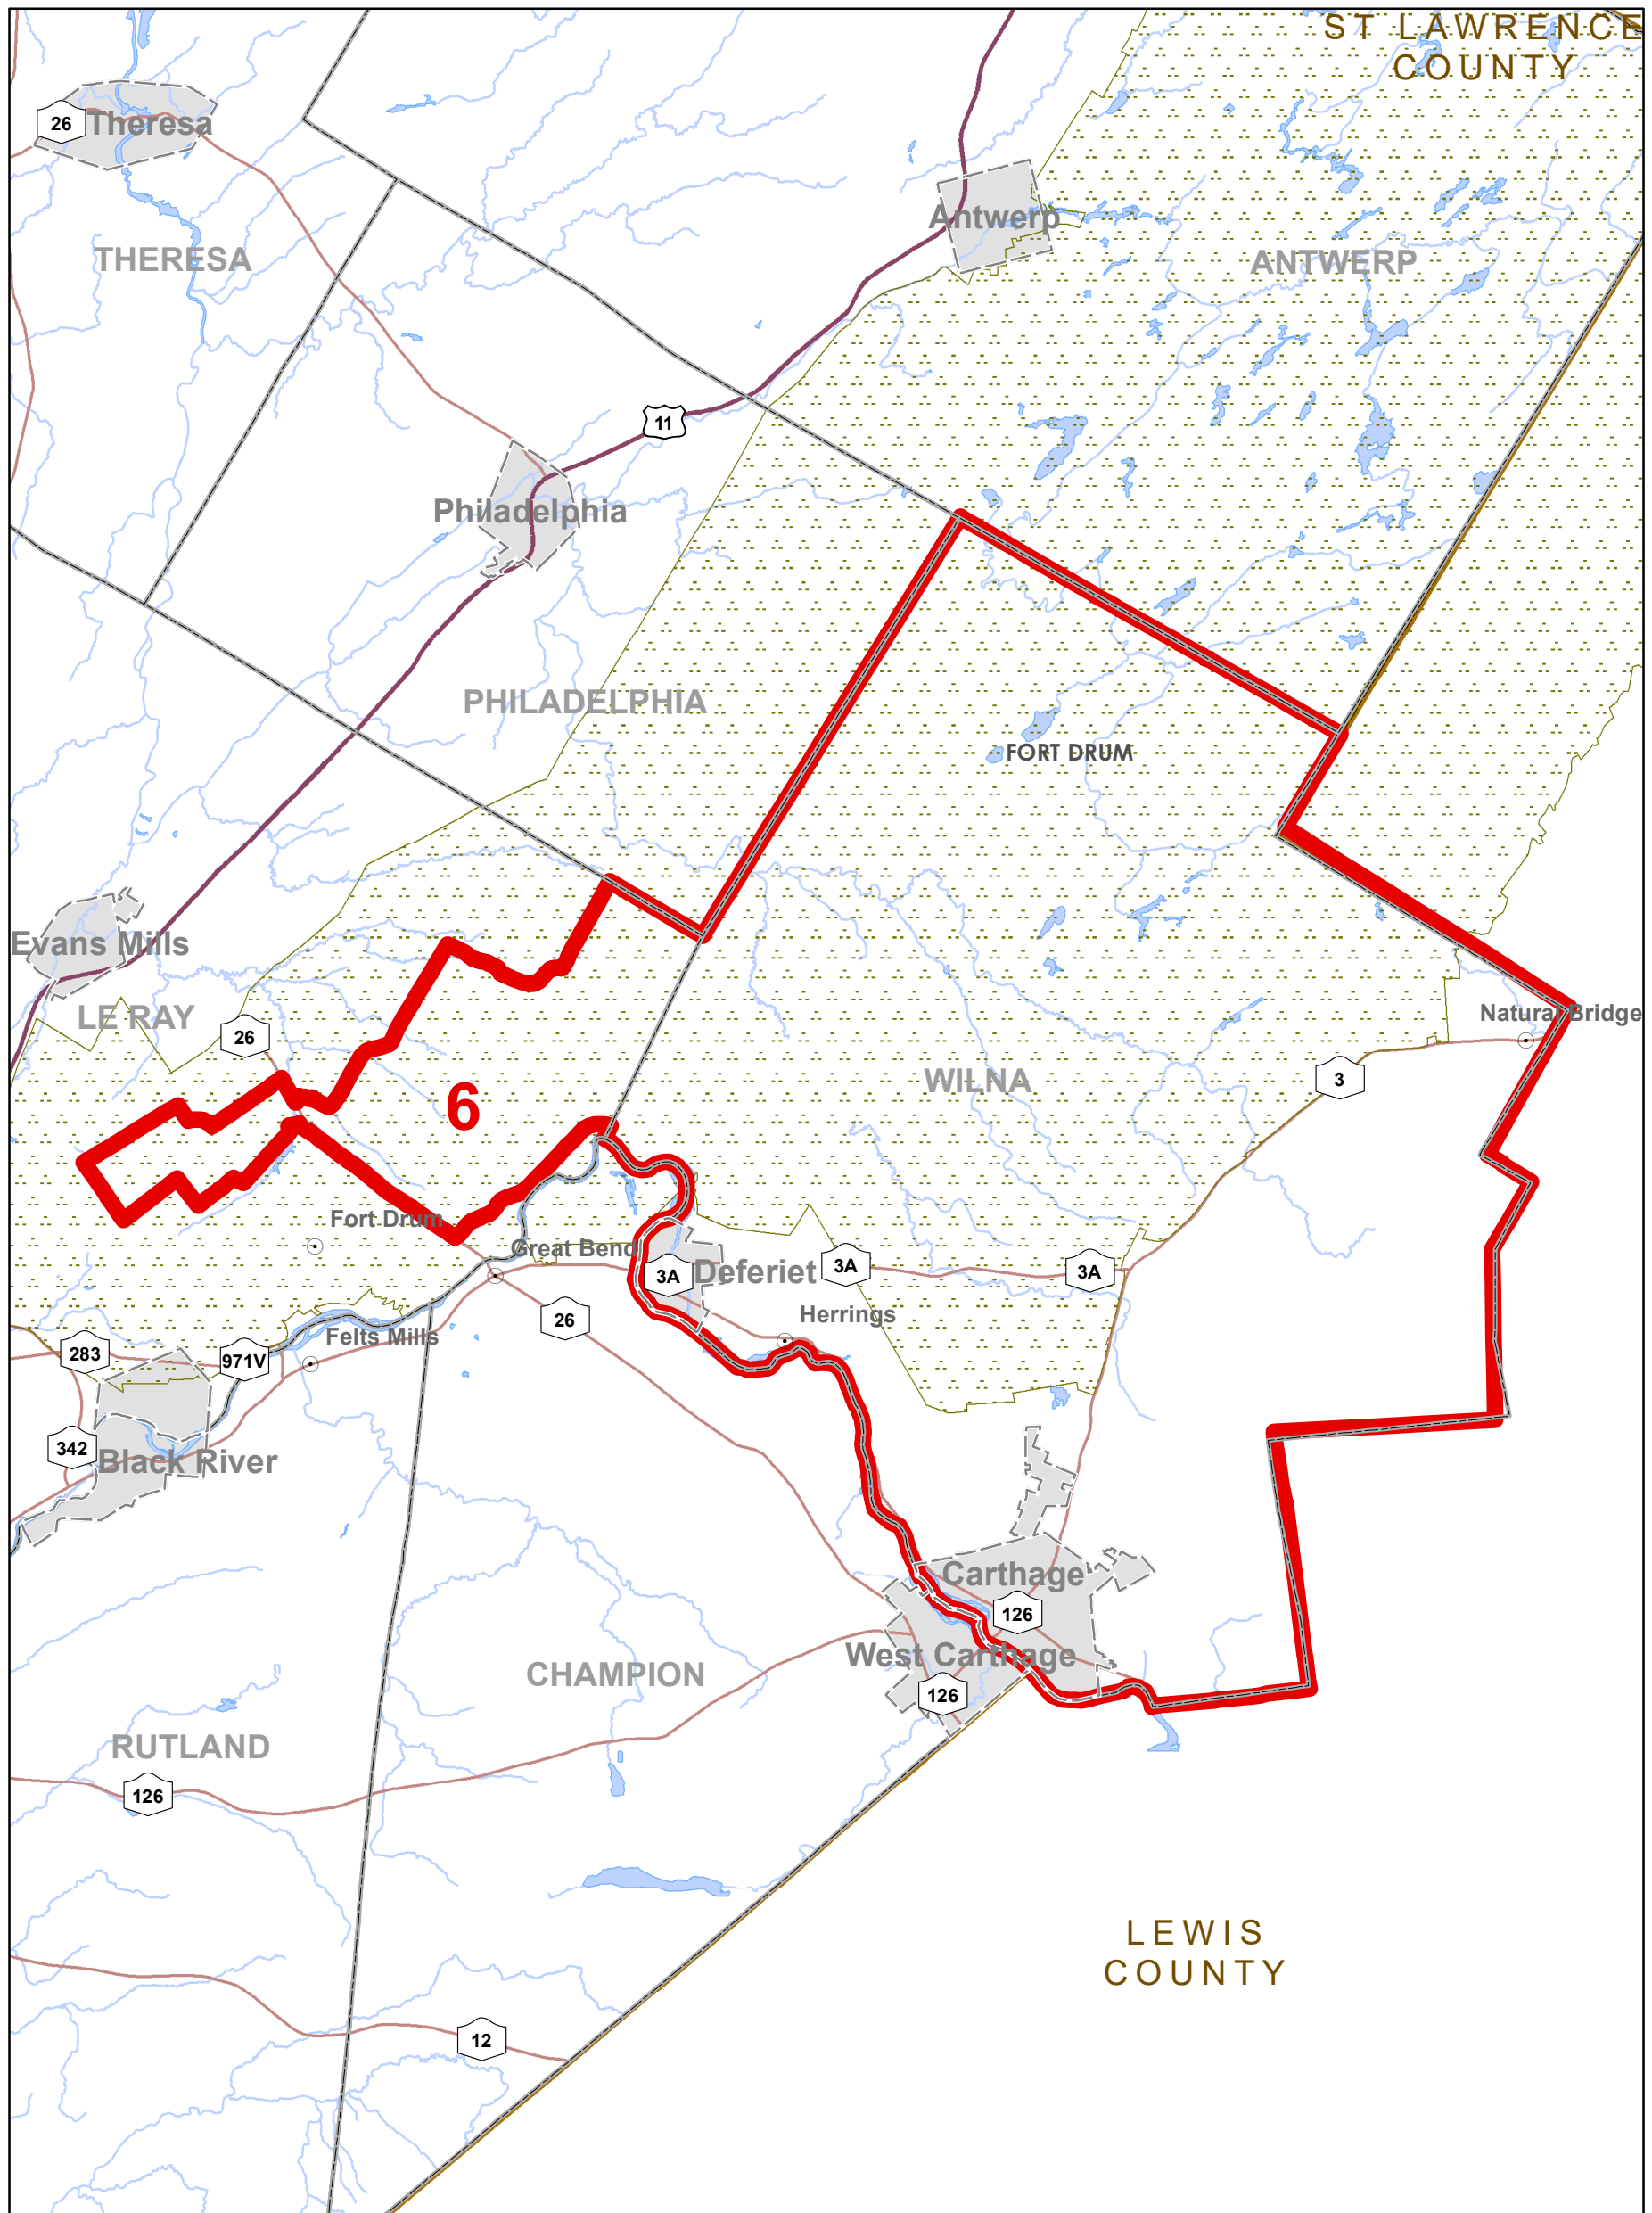 ST LAWRENCE
COUNTY
26
Theresa
Antwerp
THERESA
ANTWERP
11
Philadelphia
PHILADELPHIA
FORT DRUM
Evans Mills
LE RAY
26
Natural Bridge
6
WILNA
3
Fort Drum
Great Bend
3A
Deferiet
3A
3A
Herrings
26
Felts Mills
283
971V
342
Black River
Carthage
126
West Carthage
126
CHAMPION
RUTLAND
126
LEWIS
COUNTY
12